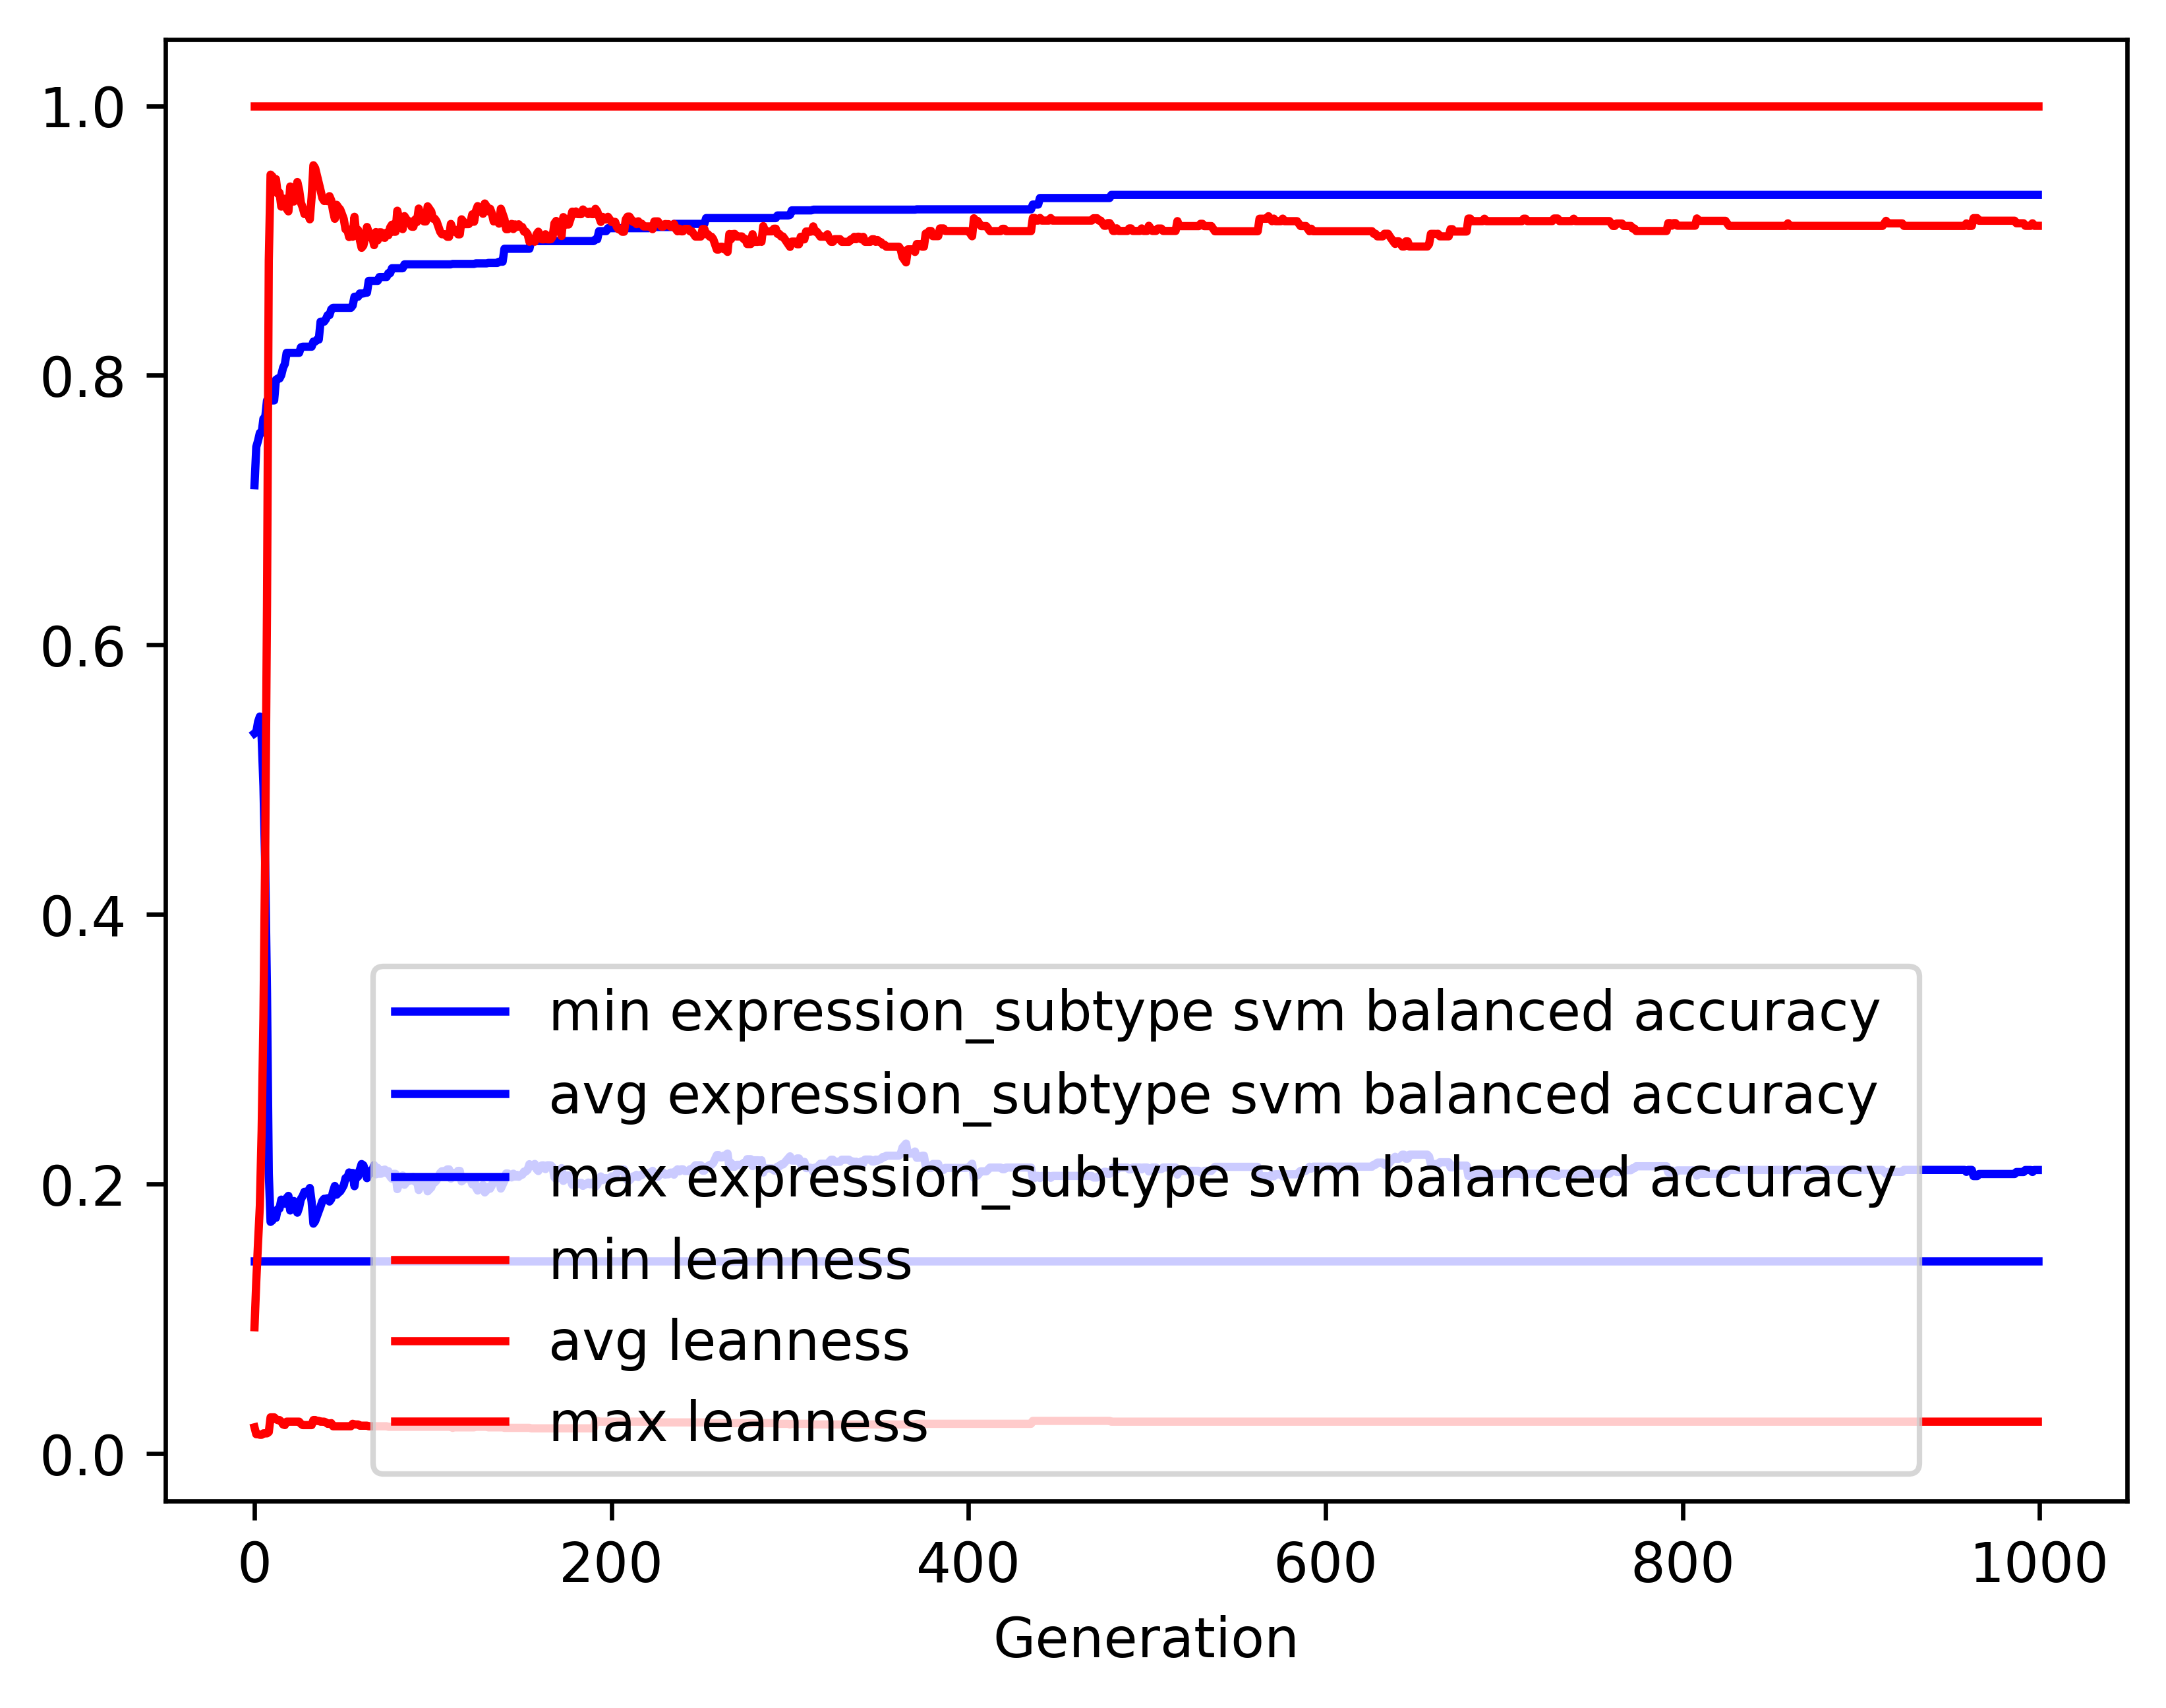 1.0
0.8
0.6
0.4
0.2
0.0
min expression_subtype svm balanced accuracy
avg expression_subtype svm balanced accuracy
max expression_subtype svm balanced accuracy
min leanness
avg leanness
max leanness
0 200 400 600 800 1000
Generation